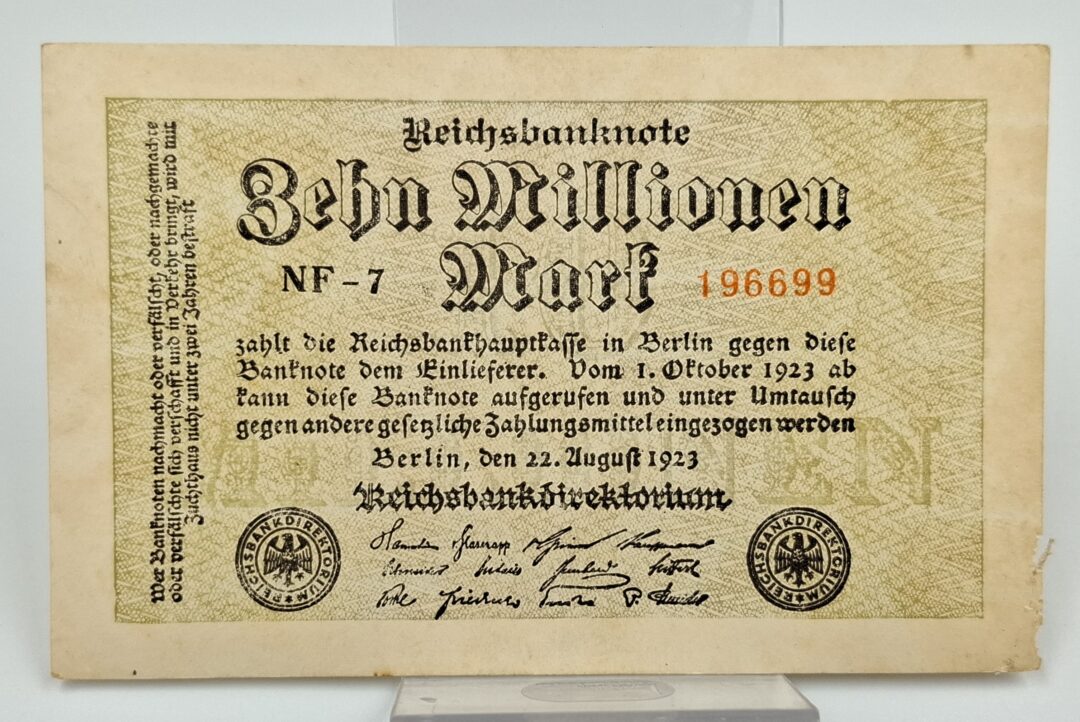 Reichsbanknote
Zehn Millionen
Mark
NF-7
196699
zahlt die Reichsbankhauptkasse in Berlin gegen diese
Banknote dem Einlieferer. Vom 1. Oktober 1923 ab
kann diese Banknote aufgerufen und unter Umtausch
gegen andere gesetzliche Zahlungsmittel eingezogen werden
Berlin, den 22. August 1923
Reichsbankdirektorium
REICHSBANKDIREKTORIUM
REICHSBANKDIREKTORIUM
Wer Banknoten nachmacht oder verfälscht, oder nachgemachte
oder verfälschte sich verschafft und in Verkehr bringt, wird mit
Zuchthaus nicht unter zwei Jahren bestraft